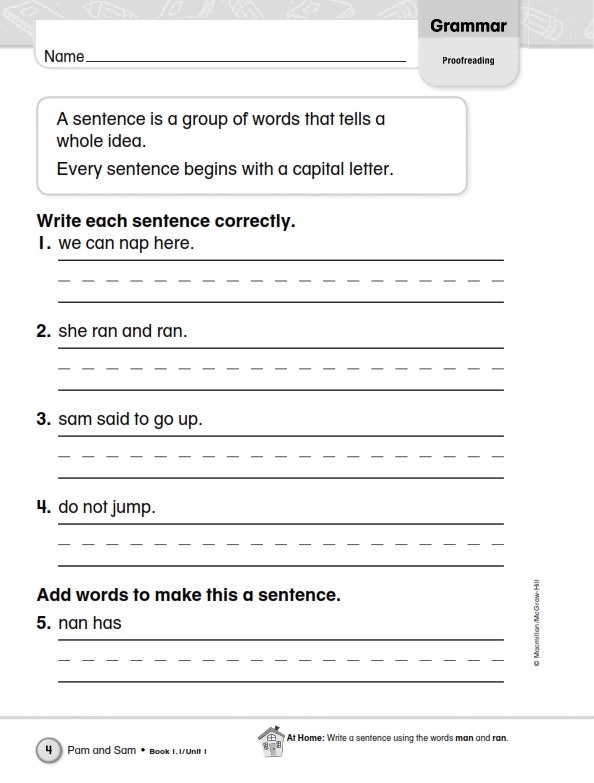 Grammar
Proofreading
Name
A sentence is a group of words that tells a
whole idea.
Every sentence begins with a capital letter.
Write each sentence correctly.
1. we can nap here.
2. she ran and ran.
3. sam said to go up.
4. do not jump.
Add words to make this a sentence.
5. nan has
© Macmillan/McGraw-Hill
At Home: Write a sentence using the words man and ran.
4 Pam and Sam • Book 1.1/Unit 1